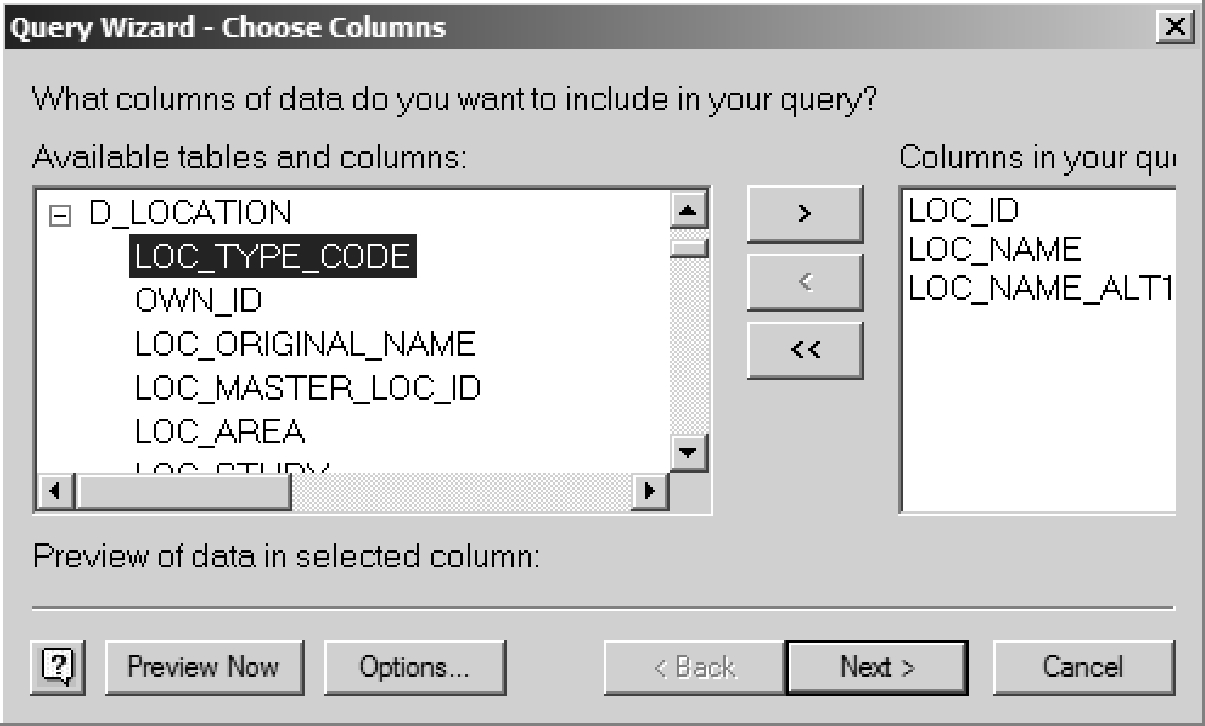 Query Wizard - Choose Columns
What columns of data do you want to include in your query?
Available tables and columns:
Columns in your qu
D_LOCATION
LOC_TYPE_CODE
OWN_ID
LOC_ORIGINAL_NAME
LOC_MASTER_LOC_ID
LOC_AREA
LOC_STUDY
>
<
<<
LOC_ID
LOC_NAME
LOC_NAME_ALT1
Preview of data in selected column:
? Preview Now Options... < Back Next > Cancel